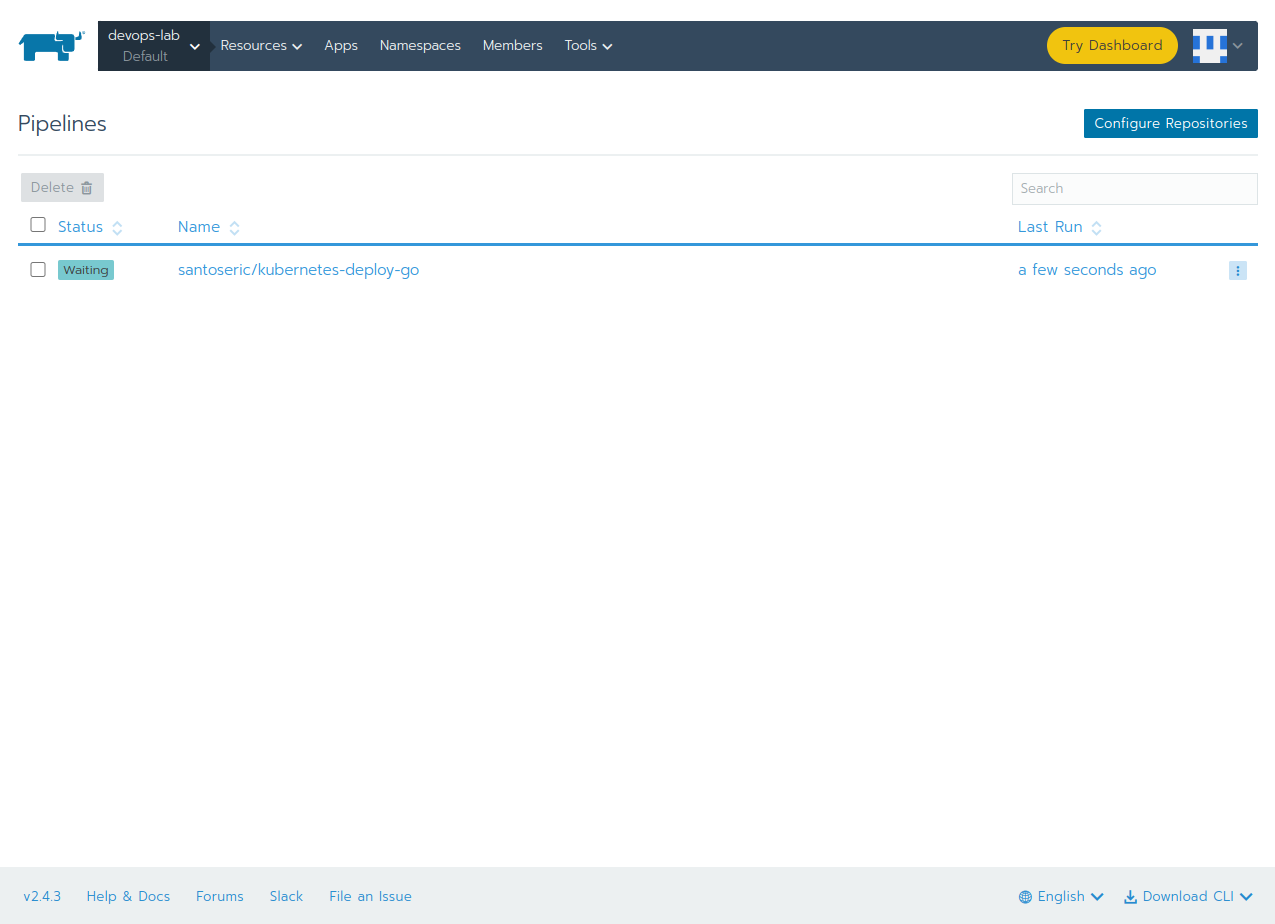 devops-lab
Default
Resources
Apps
Namespaces
Members
Tools
Try Dashboard
Pipelines
Configure Repositories
Delete
Search
Status
Name
Last Run
Waiting
santoseric/kubernetes-deploy-go
a few seconds ago
v2.4.3
Help & Docs
Forums
Slack
File an Issue
English
Download CLI